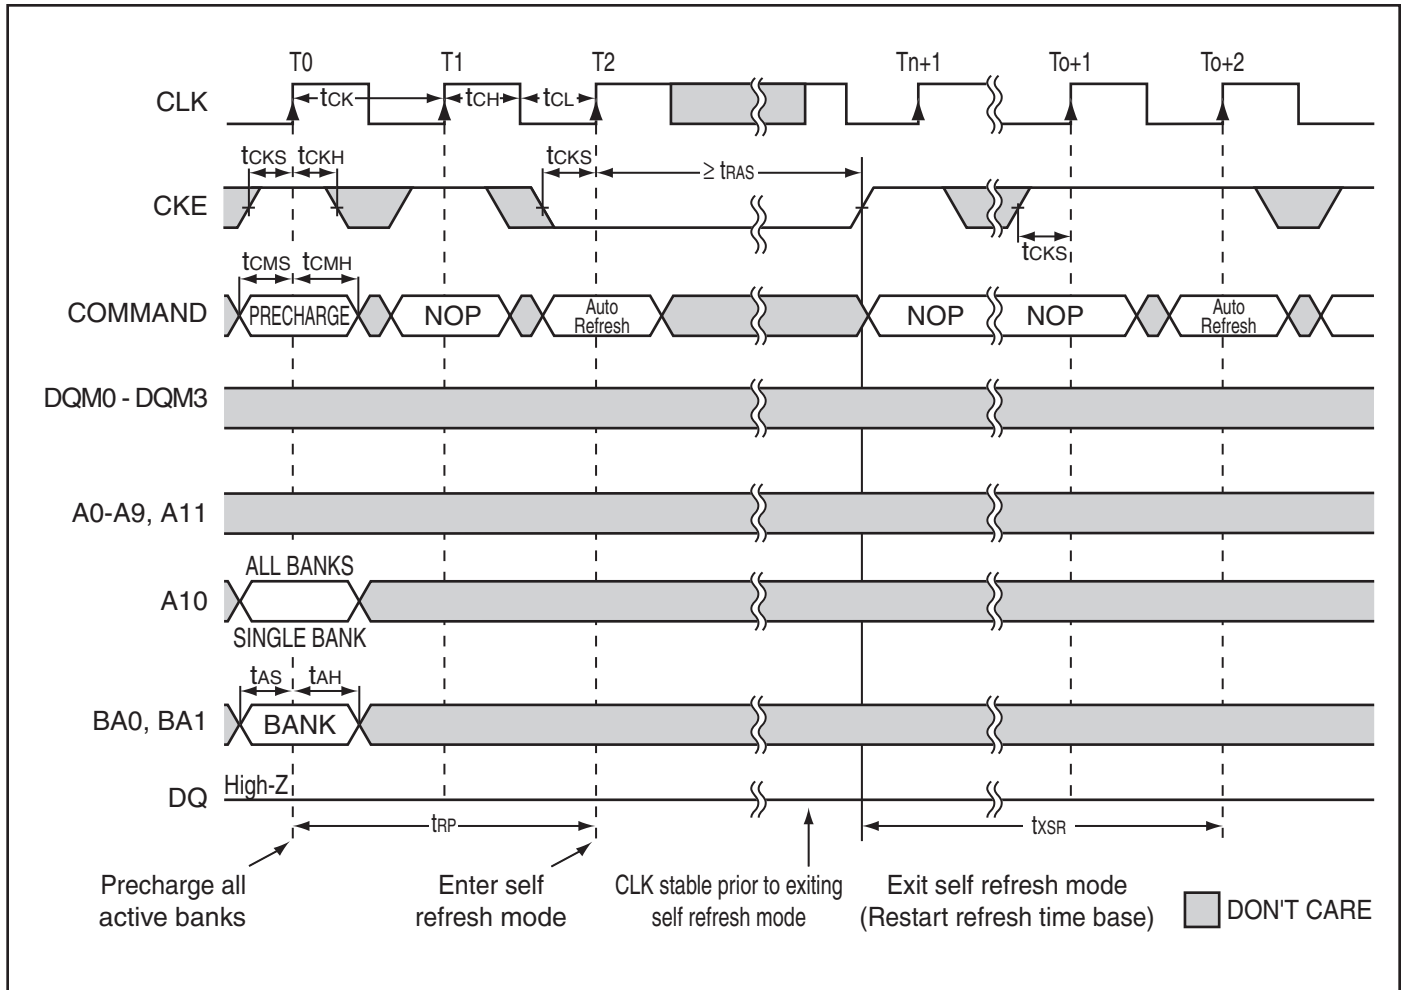 T0 T1 T2 Tn+1 To+1 To+2
CLK tCK tCH tCL
tCKS tCKH tCKS ≥ tRAS
CKE
tCKS
tCMS tCMH
COMMAND PRECHARGE NOP Auto Refresh NOP NOP Auto Refresh
DQM0 - DQM3
A0-A9, A11
ALL BANKS
A10
SINGLE BANK
tAS tAH
BA0, BA1 BANK
DQ High-Z
tRP tXSR
Precharge all
active banks
Enter self
refresh mode
CLK stable prior to exiting
self refresh mode
Exit self refresh mode
(Restart refresh time base)
DON'T CARE